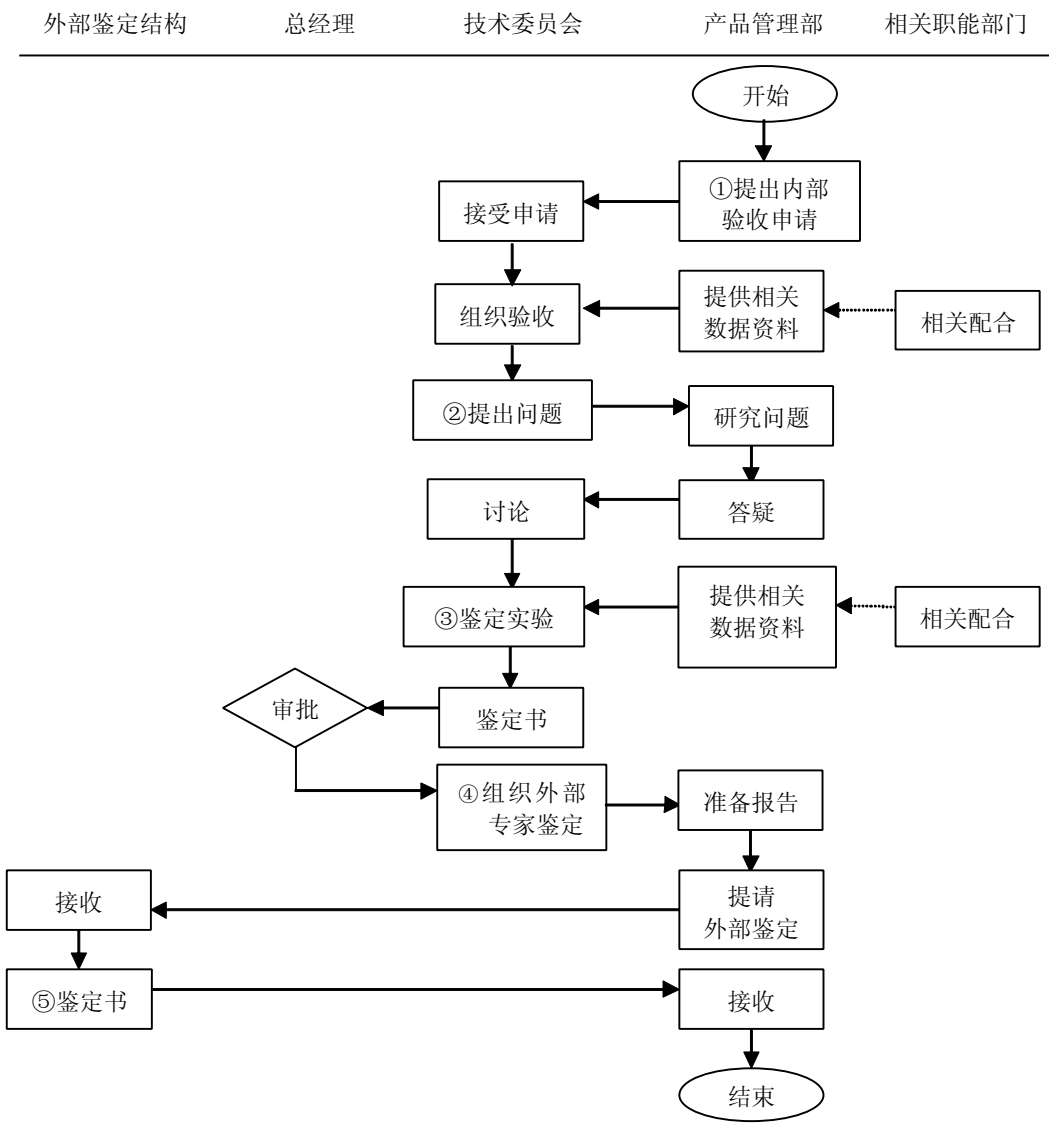 外部鉴定结构 总经理 技术委员会 产品管理部 相关职能部门
开始
①提出内部
验收申请
接受申请
组织验收
提供相关
数据资料
相关配合
②提出问题
研究问题
讨论
答疑
③鉴定实验
提供相关
数据资料
相关配合
审批
鉴定书
④组织外部
专家鉴定
准备报告
接收
提请
外部鉴定
⑤鉴定书
接收
结束